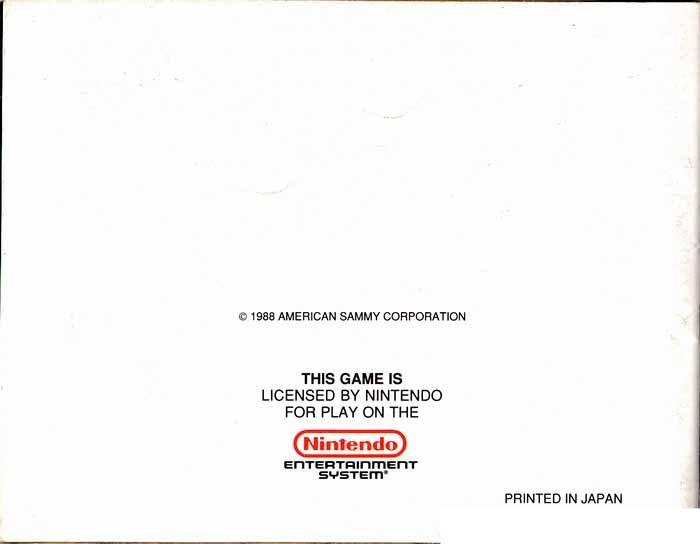 © 1988 AMERICAN SAMMY CORPORATION
THIS GAME IS
LICENSED BY NINTENDO
FOR PLAY ON THE
Nintendo
ENTERTAINMENT
SYSTEM®
PRINTED IN JAPAN